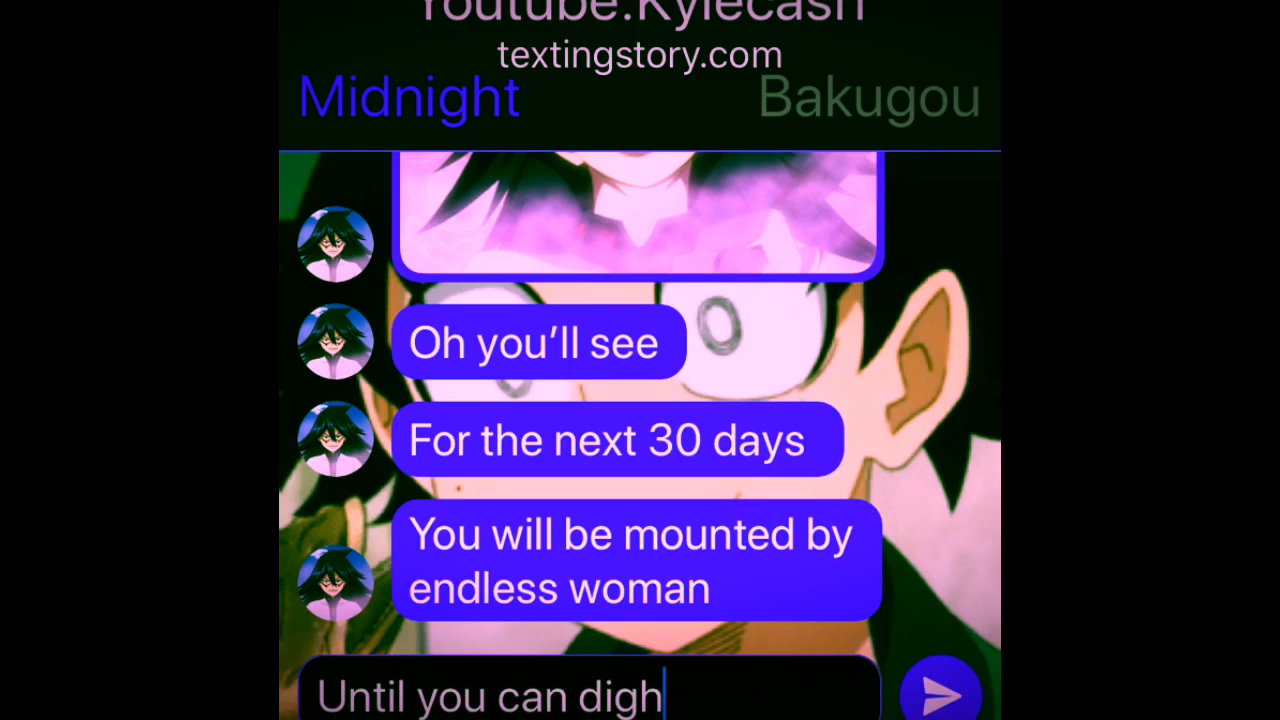 Youtube:Kylecash
textingstory.com
Midnight Bakugou
Oh you’ll see
For the next 30 days
You will be mounted by
endless woman
Until you can digh